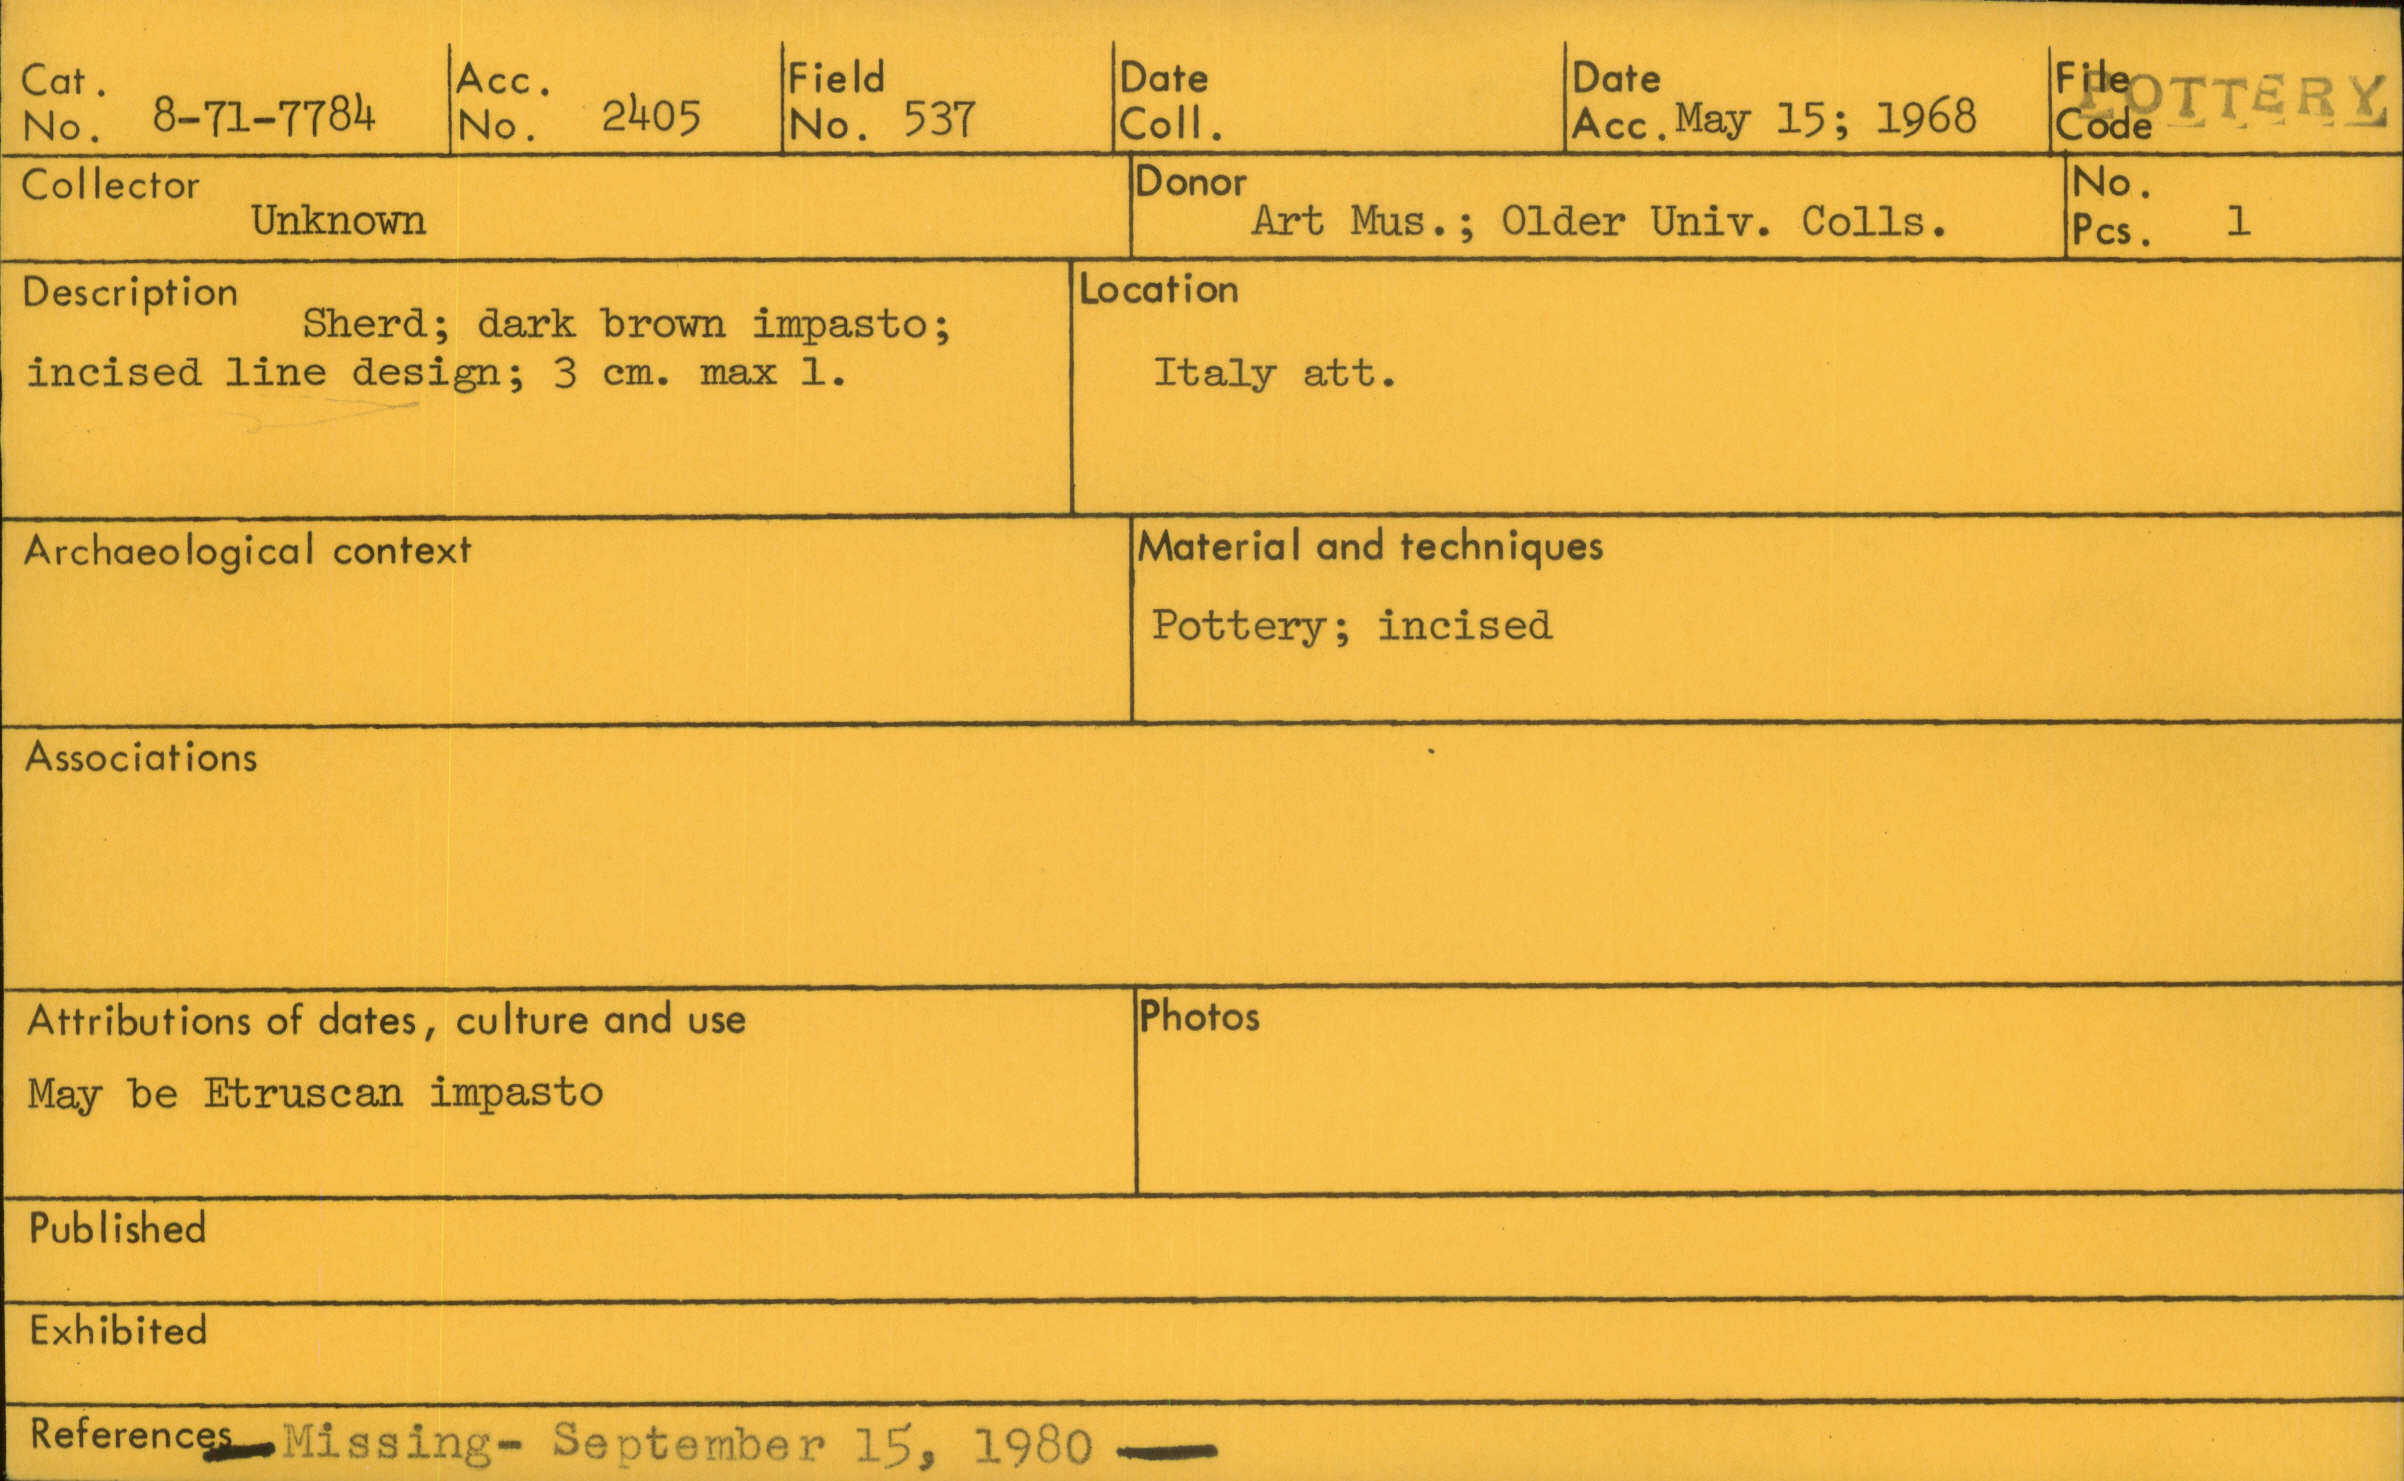 Cat. No. 8-71-7784
Acc. No. 2405
Field No. 537
Date Coll.
Date Acc. May 15; 1968
File Code POTTERY
Collector Unknown
Donor Art Mus.; Older Univ. Colls.
No. Pcs. 1
Description
Sherd; dark brown impasto;
incised line design; 3 cm. max l.
Location
Italy att.
Archaeological context
Material and techniques
Pottery; incised
Associations
Attributions of dates, culture and use
May be Etruscan impasto
Photos
Published
Exhibited
References — Missing- September 15, 1980 —